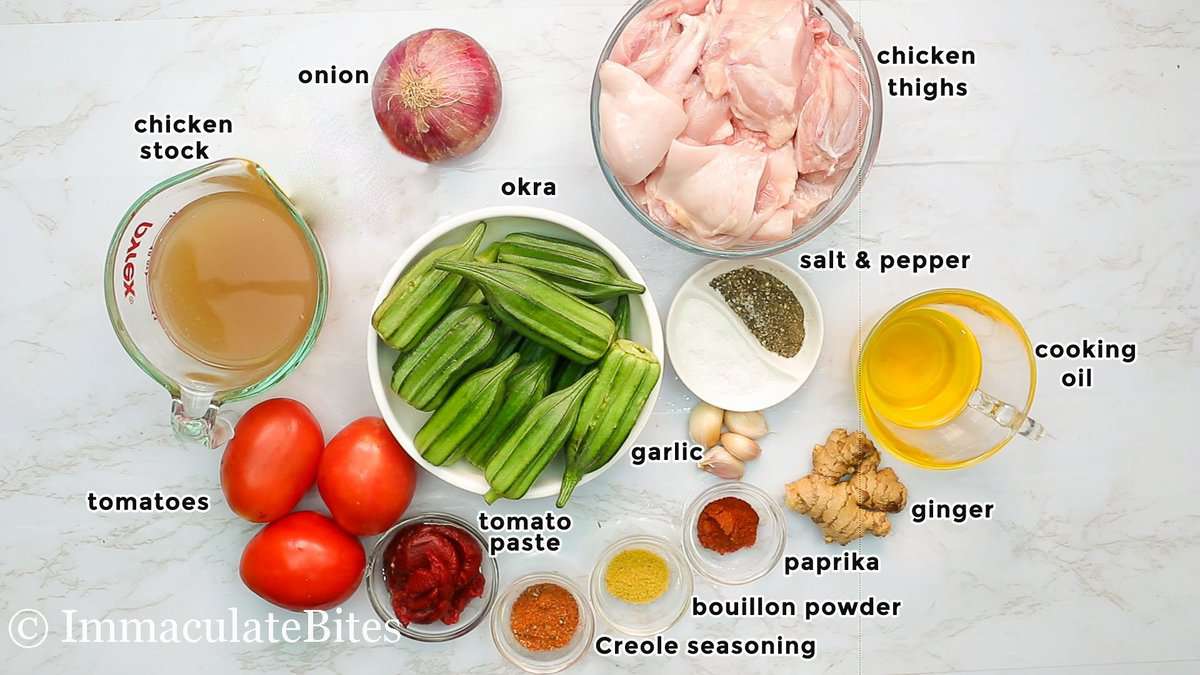 onion
chicken
thighs
chicken
stock
okra
pyrex
salt & pepper
cooking
oil
garlic
tomatoes
tomato
paste
ginger
paprika
bouillon powder
Creole seasoning
© ImmaculateBites